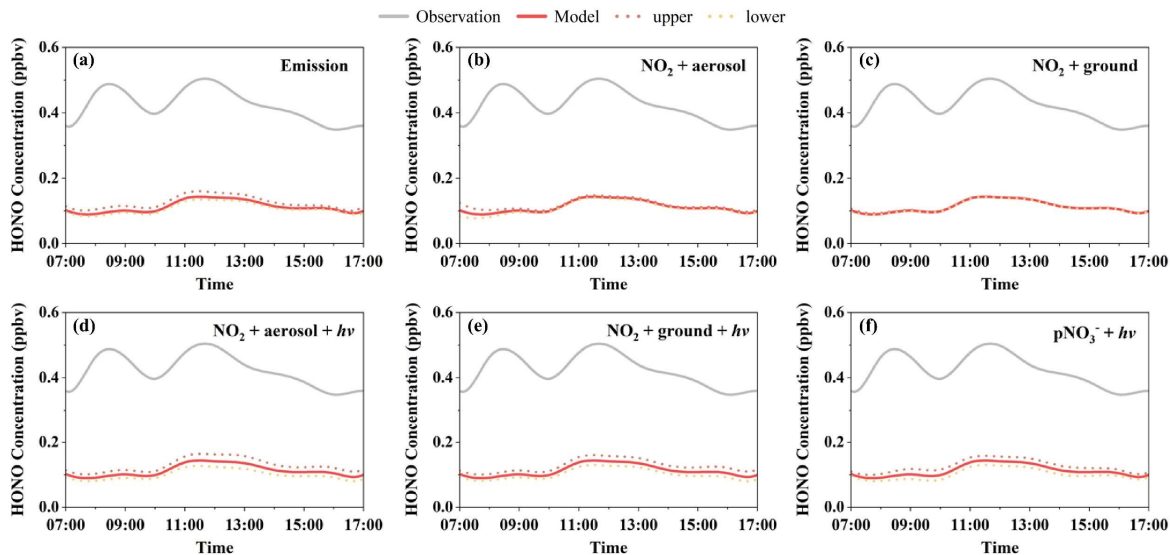 Observation Model upper lower
(a) Emission
HONO Concentration (ppbv)
0.6
0.4
0.2
0.0
07:00 09:00 11:00 13:00 15:00 17:00
Time
(b) NO₂ + aerosol
HONO Concentration (ppbv)
0.6
0.4
0.2
0.0
07:00 09:00 11:00 13:00 15:00 17:00
Time
(c) NO₂ + ground
HONO Concentration (ppbv)
0.6
0.4
0.2
0.0
07:00 09:00 11:00 13:00 15:00 17:00
Time
(d) NO₂ + aerosol + hν
HONO Concentration (ppbv)
0.6
0.4
0.2
0.0
07:00 09:00 11:00 13:00 15:00 17:00
Time
(e) NO₂ + ground + hν
HONO Concentration (ppbv)
0.6
0.4
0.2
0.0
07:00 09:00 11:00 13:00 15:00 17:00
Time
(f) pNO₃⁻ + hν
HONO Concentration (ppbv)
0.6
0.4
0.2
0.0
07:00 09:00 11:00 13:00 15:00 17:00
Time